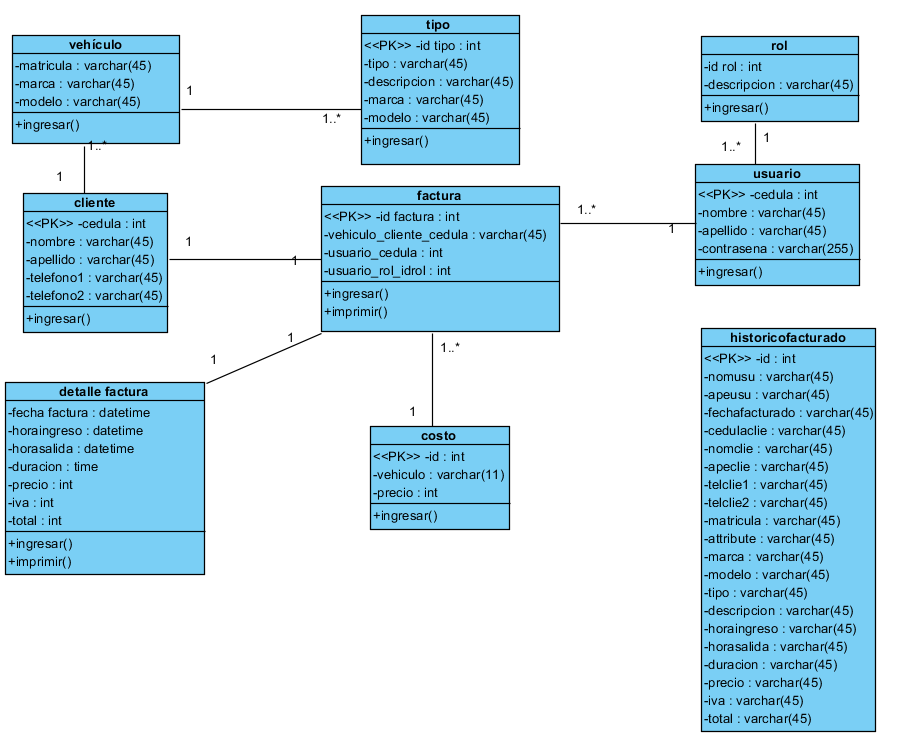 vehículo
-matricula : varchar(45)
-marca : varchar(45)
-modelo : varchar(45)
+ingresar()
1
1..*
tipo
<<PK>> -id tipo : int
-tipo : varchar(45)
-descripcion : varchar(45)
-marca : varchar(45)
-modelo : varchar(45)
+ingresar()
rol
-id rol : int
-descripcion : varchar(45)
+ingresar()
1
1..*
1..*
1
cliente
<<PK>> -cedula : int
-nombre : varchar(45)
-apellido : varchar(45)
-telefono1 : varchar(45)
-telefono2 : varchar(45)
+ingresar()
1
1
factura
<<PK>> -id factura : int
-vehiculo_cliente_cedula : varchar(45)
-usuario_cedula : int
-usuario_rol_idrol : int
+ingresar()
+imprimir()
1..*
1
usuario
<<PK>> -cedula : int
-nombre : varchar(45)
-apellido : varchar(45)
-contrasena : varchar(255)
+ingresar()
1
1
detalle factura
-fecha factura : datetime
-horaingreso : datetime
-horasalida : datetime
-duracion : time
-precio : int
-iva : int
-total : int
+ingresar()
+imprimir()
1..*
1
costo
<<PK>> -id : int
-vehiculo : varchar(11)
-precio : int
+ingresar()
historicofacturado
<<PK>> -id : int
-nomusu : varchar(45)
-apeusu : varchar(45)
-fechafacturado : varchar(45)
-cedulaclie : varchar(45)
-nomclie : varchar(45)
-apeclie : varchar(45)
-telclie1 : varchar(45)
-telclie2 : varchar(45)
-matricula : varchar(45)
-attribute : varchar(45)
-marca : varchar(45)
-modelo : varchar(45)
-tipo : varchar(45)
-descripcion : varchar(45)
-horaingreso : varchar(45)
-horasalida : varchar(45)
-duracion : varchar(45)
-precio : varchar(45)
-iva : varchar(45)
-total : varchar(45)